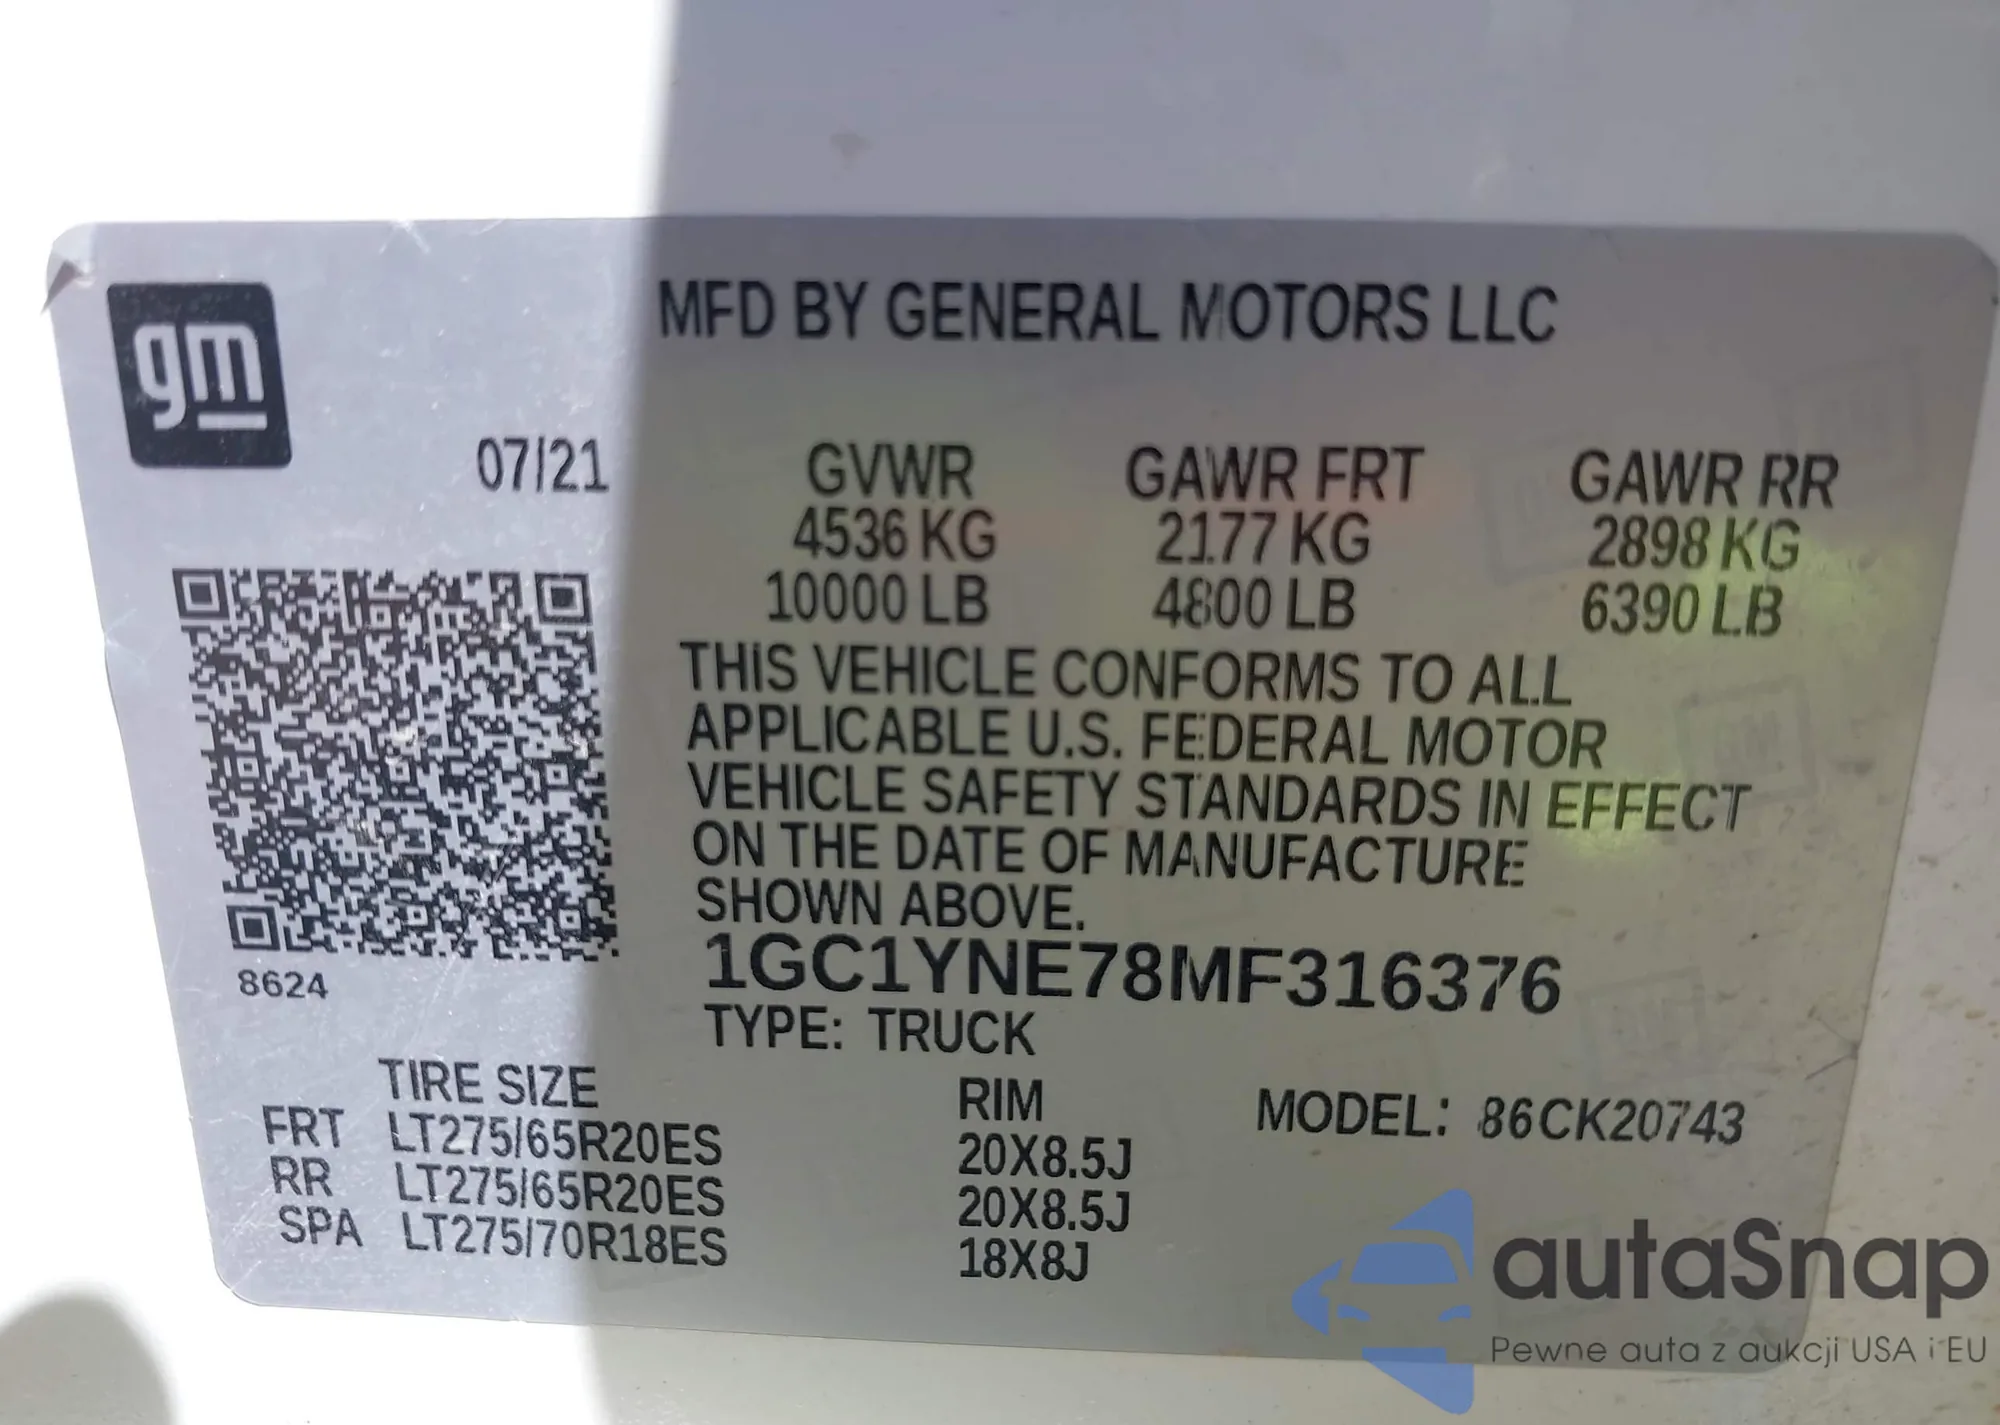 gm
MFD BY GENERAL MOTORS LLC
07/21
GVWR GAWR FRT GAWR RR
4536 KG 2177 KG 2898 KG
10000 LB 4800 LB 6390 LB
THIS VEHICLE CONFORMS TO ALL
APPLICABLE U.S. FEDERAL MOTOR
VEHICLE SAFETY STANDARDS IN EFFECT
ON THE DATE OF MANUFACTURE
SHOWN ABOVE.
1GC1YNE78MF316376
8624
TYPE: TRUCK
TIRE SIZE RIM MODEL: 86CK20743
FRT LT275/65R20ES 20X8.5J
RR LT275/65R20ES 20X8.5J
SPA LT275/70R18ES 18X8J
autaSnap
Pewne auta z aukcji USA i EU